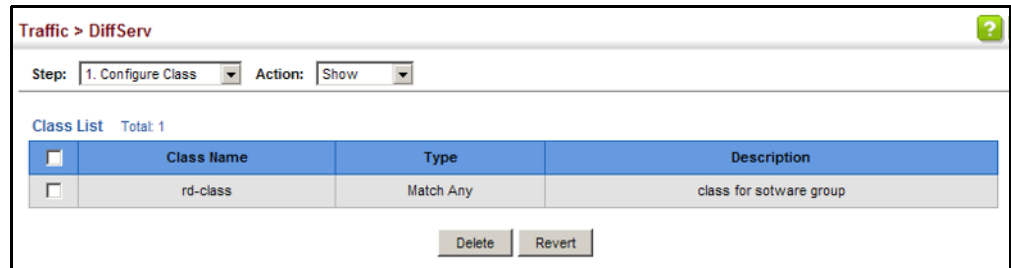 Traffic > DiffServ
?
Step: 1. Configure Class Action: Show
Class List Total: 1
Class Name Type Description
rd-class Match Any class for sotware group
Delete Revert